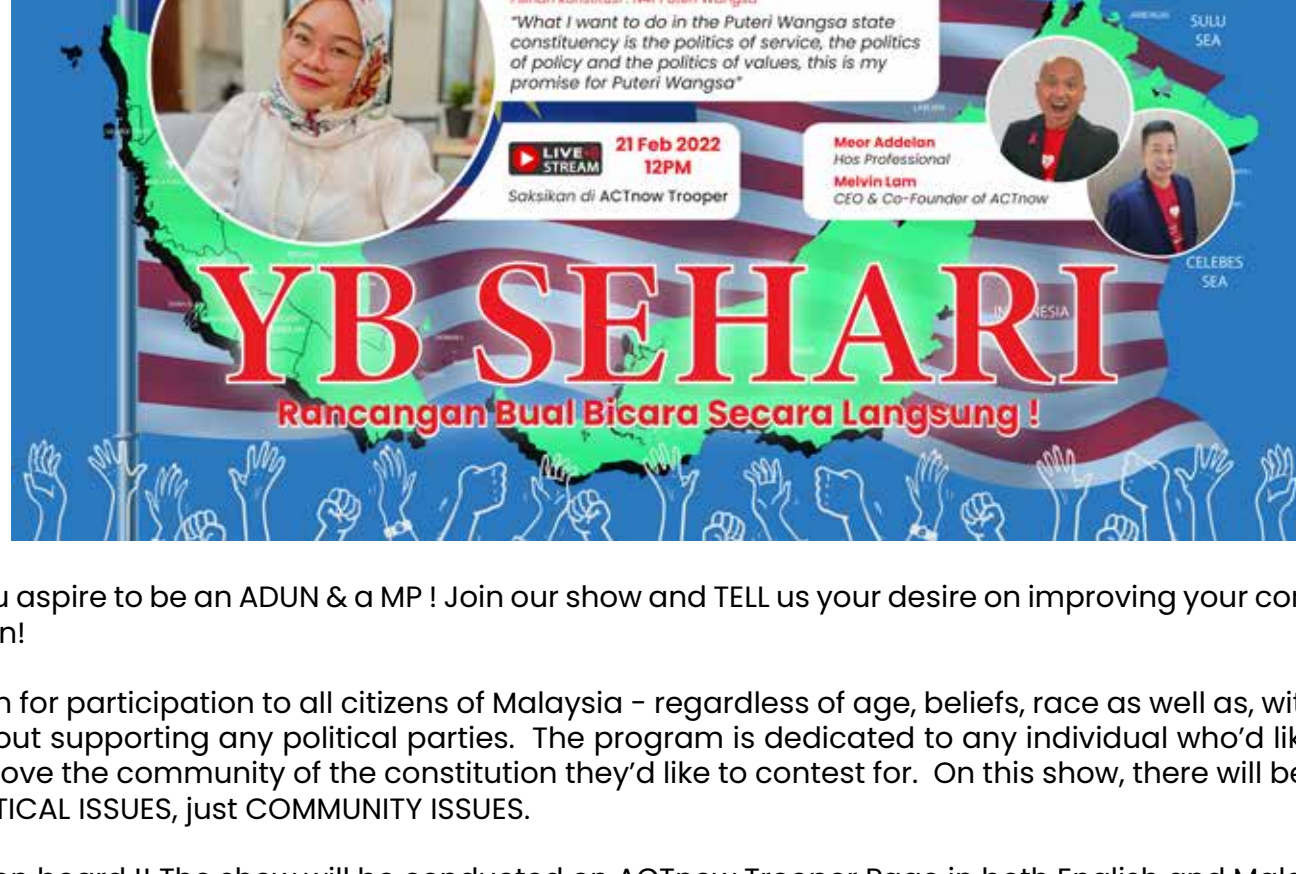 “What I want to do in the Puteri Wangsa state
constituency is the politics of service, the politics
of policy and the politics of values, this is my
promise for Puteri Wangsa”
LIVE
STREAM
21 Feb 2022
12PM
Saksikan di ACTnow Trooper
Meor Addelan
Hos Professional
Melvin Lam
CEO & Co-Founder of ACTnow
SULU
SEA
CELEBES
SEA
YB SEHARI
Rancangan Bual Bicara Secara Langsung !
u aspire to be an ADUN & a MP ! Join our show and TELL us your desire on improving your co
n!
n for participation to all citizens of Malaysia - regardless of age, beliefs, race as well as, wit
out supporting any political parties. The program is dedicated to any individual who’d lik
ove the community of the constitution they’d like to contest for. On this show, there will be
TICAL ISSUES, just COMMUNITY ISSUES.